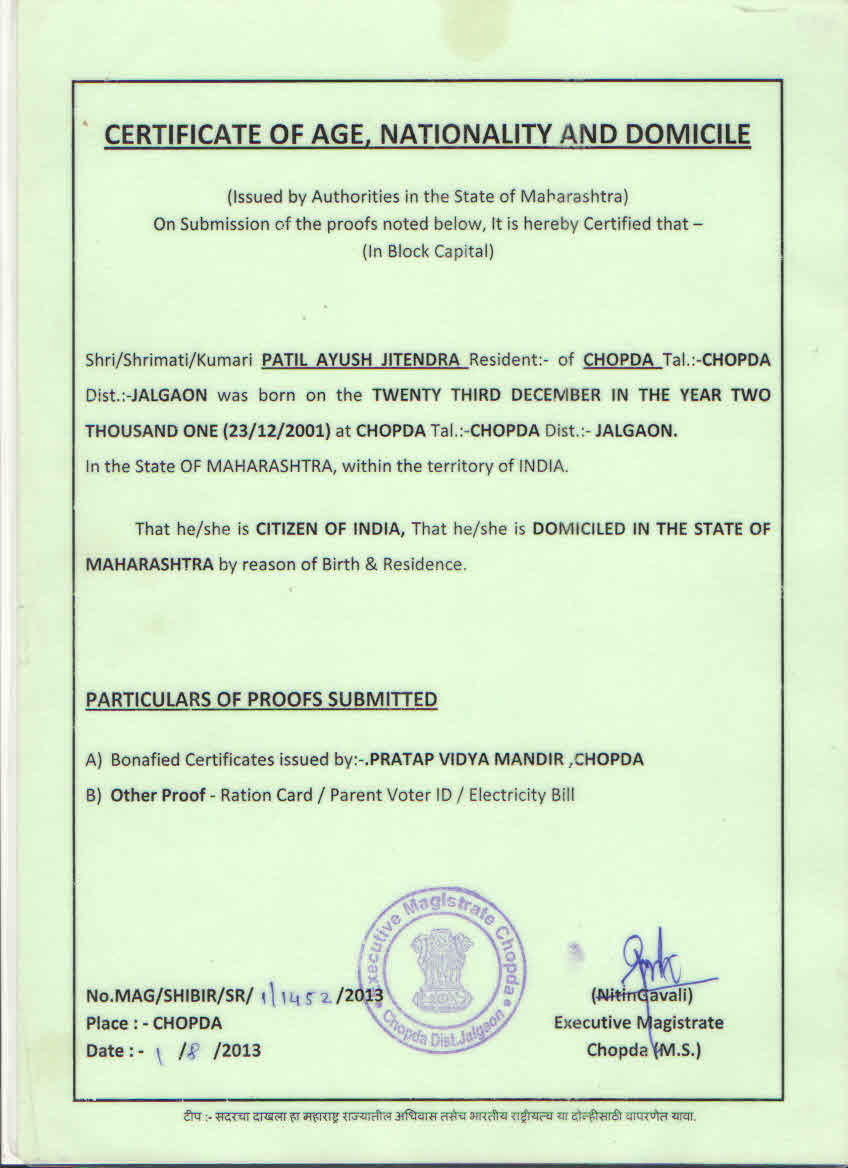 CERTIFICATE OF AGE, NATIONALITY AND DOMICILE
(Issued by Authorities in the State of Maharashtra)
On Submission of the proofs noted below, It is hereby Certified that –
(In Block Capital)
Shri/Shrimati/Kumari PATIL AYUSH JITENDRA Resident:- of CHOPDA Tal.:-CHOPDA
Dist.:-JALGAON was born on the TWENTY THIRD DECEMBER IN THE YEAR TWO
THOUSAND ONE (23/12/2001) at CHOPDA Tal.:-CHOPDA Dist.:- JALGAON.
In the State OF MAHARASHTRA, within the territory of INDIA.
That he/she is CITIZEN OF INDIA, That he/she is DOMICILED IN THE STATE OF
MAHARASHTRA by reason of Birth & Residence.
PARTICULARS OF PROOFS SUBMITTED
A) Bonafied Certificates issued by:-.PRATAP VIDYA MANDIR ,CHOPDA
B) Other Proof - Ration Card / Parent Voter ID / Electricity Bill
Executive Magistrate Chopda
Chopda Dist.Jalgaon
No.MAG/SHIBIR/SR/ 1/1452 /2013
(NitinGavali)
Place : - CHOPDA
Executive Magistrate
Date : - 1 /8 /2013
Chopda (M.S.)
टीप :- सदरचा दाखला हा महाराष्ट्र राज्यातील अधिवास तसेच भारतीय राष्ट्रीयत्व या दोन्हीसाठी वापरणेत यावा.